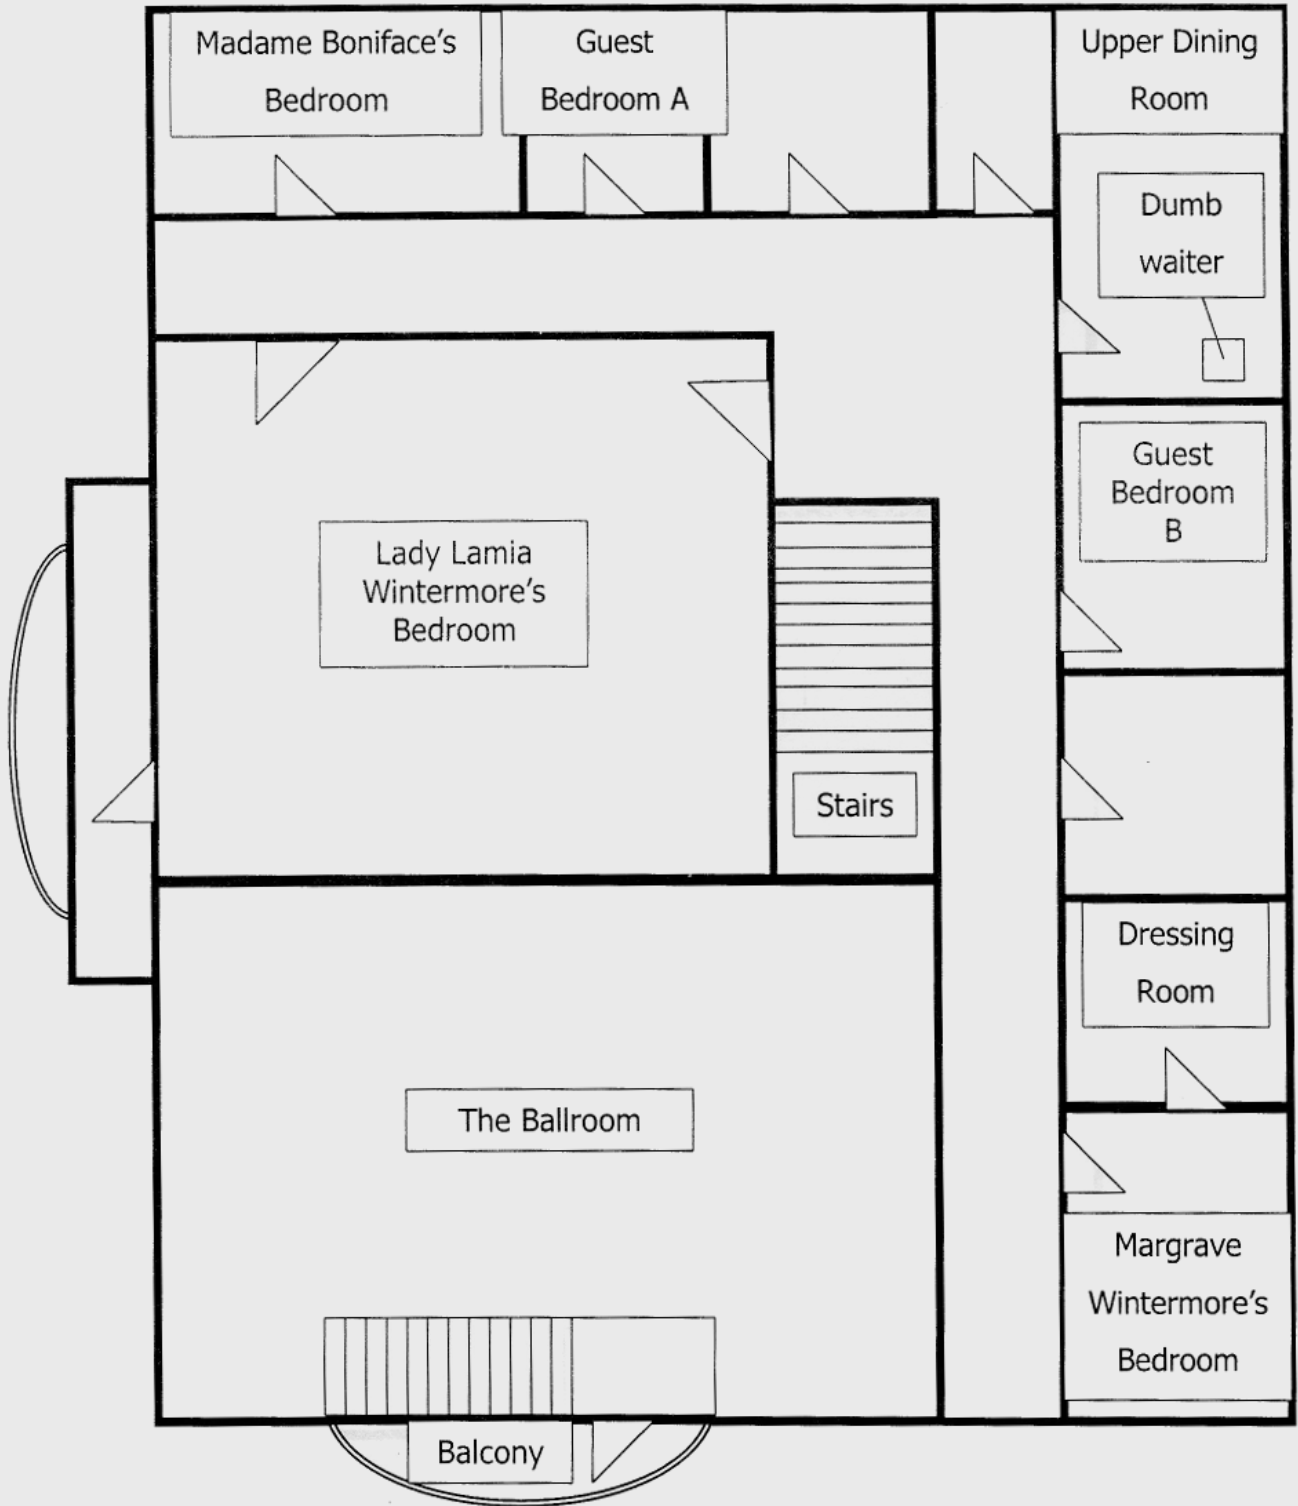 Madame Boniface's
Bedroom
Guest
Bedroom A
Upper Dining
Room
Dumb
waiter
Guest
Bedroom
B
Lady Lamia
Wintermore's
Bedroom
Stairs
Dressing
Room
The Ballroom
Margrave
Wintermore's
Bedroom
Balcony